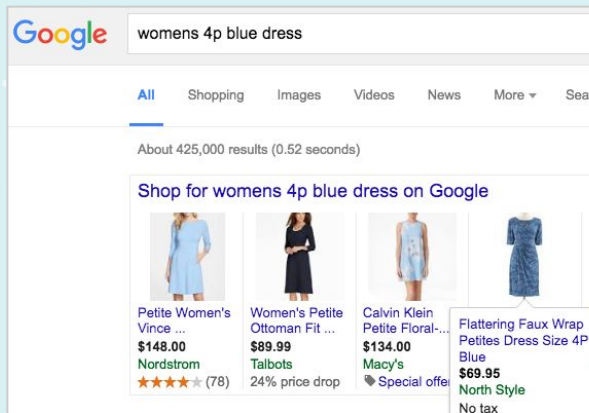 Google
womens 4p blue dress
All Shopping Images Videos News More Sea
About 425,000 results (0.52 seconds)
Shop for womens 4p blue dress on Google
Petite Women's
Vince ...
$148.00
Nordstrom
(78)
Women's Petite
Ottoman Fit ...
$89.99
Talbots
24% price drop
Calvin Klein
Petite Floral-...
$134.00
Macy's
Special offe
Flattering Faux Wrap
Petites Dress Size 4P
Blue
$69.95
North Style
No tax